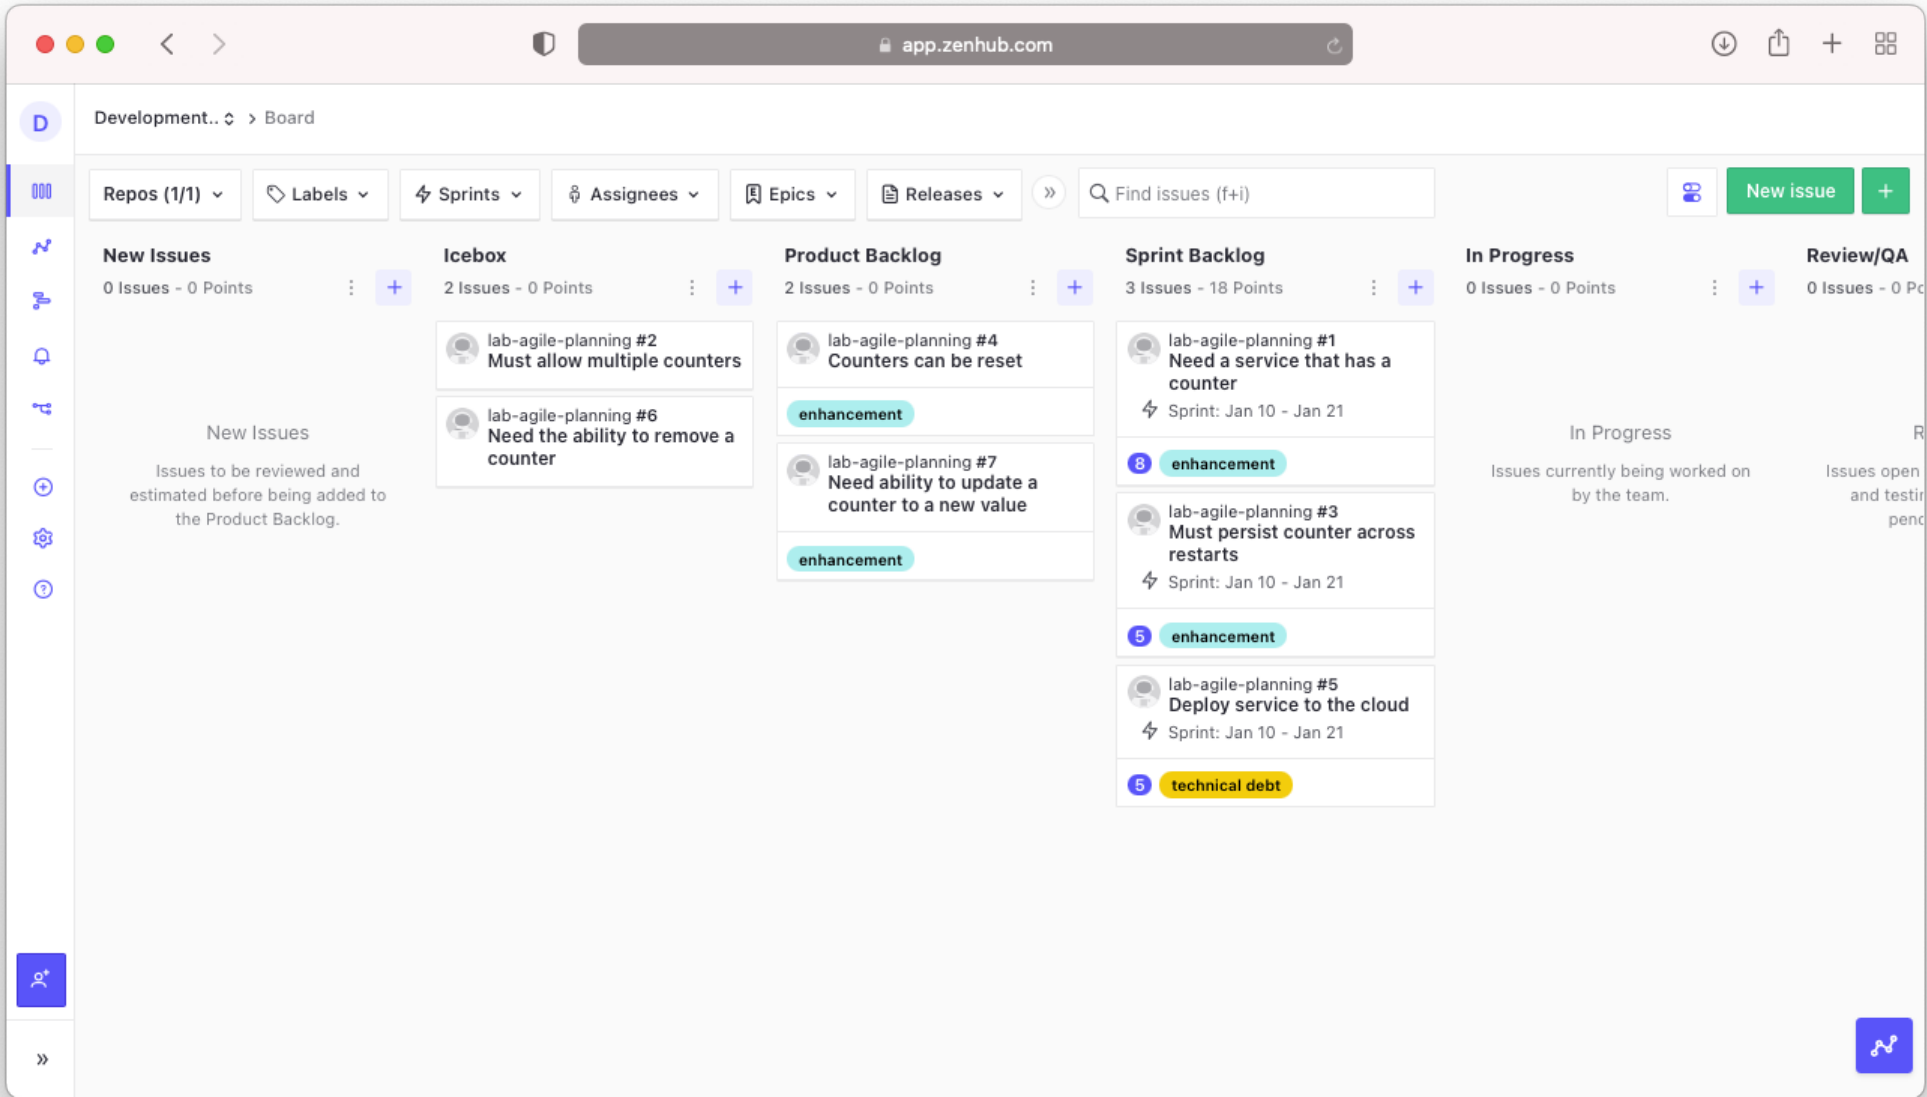 app.zenhub.com
D
Development.. > Board
Repos (1/1)
Labels
Sprints
Assignees
Epics
Releases
»
Find issues (f+i)
New issue
+
New Issues
0 Issues - 0 Points
New Issues
Issues to be reviewed and
estimated before being added to
the Product Backlog.
Icebox
2 Issues - 0 Points
lab-agile-planning #2
Must allow multiple counters
lab-agile-planning #6
Need the ability to remove a
counter
Product Backlog
2 Issues - 0 Points
lab-agile-planning #4
Counters can be reset
enhancement
lab-agile-planning #7
Need ability to update a
counter to a new value
enhancement
Sprint Backlog
3 Issues - 18 Points
lab-agile-planning #1
Need a service that has a
counter
Sprint: Jan 10 - Jan 21
8 enhancement
lab-agile-planning #3
Must persist counter across
restarts
Sprint: Jan 10 - Jan 21
5 enhancement
lab-agile-planning #5
Deploy service to the cloud
Sprint: Jan 10 - Jan 21
5 technical debt
In Progress
0 Issues - 0 Points
In Progress
Issues currently being worked on
by the team.
Review/QA
0 Issues - 0 Po
R
Issues open
and testin
pend